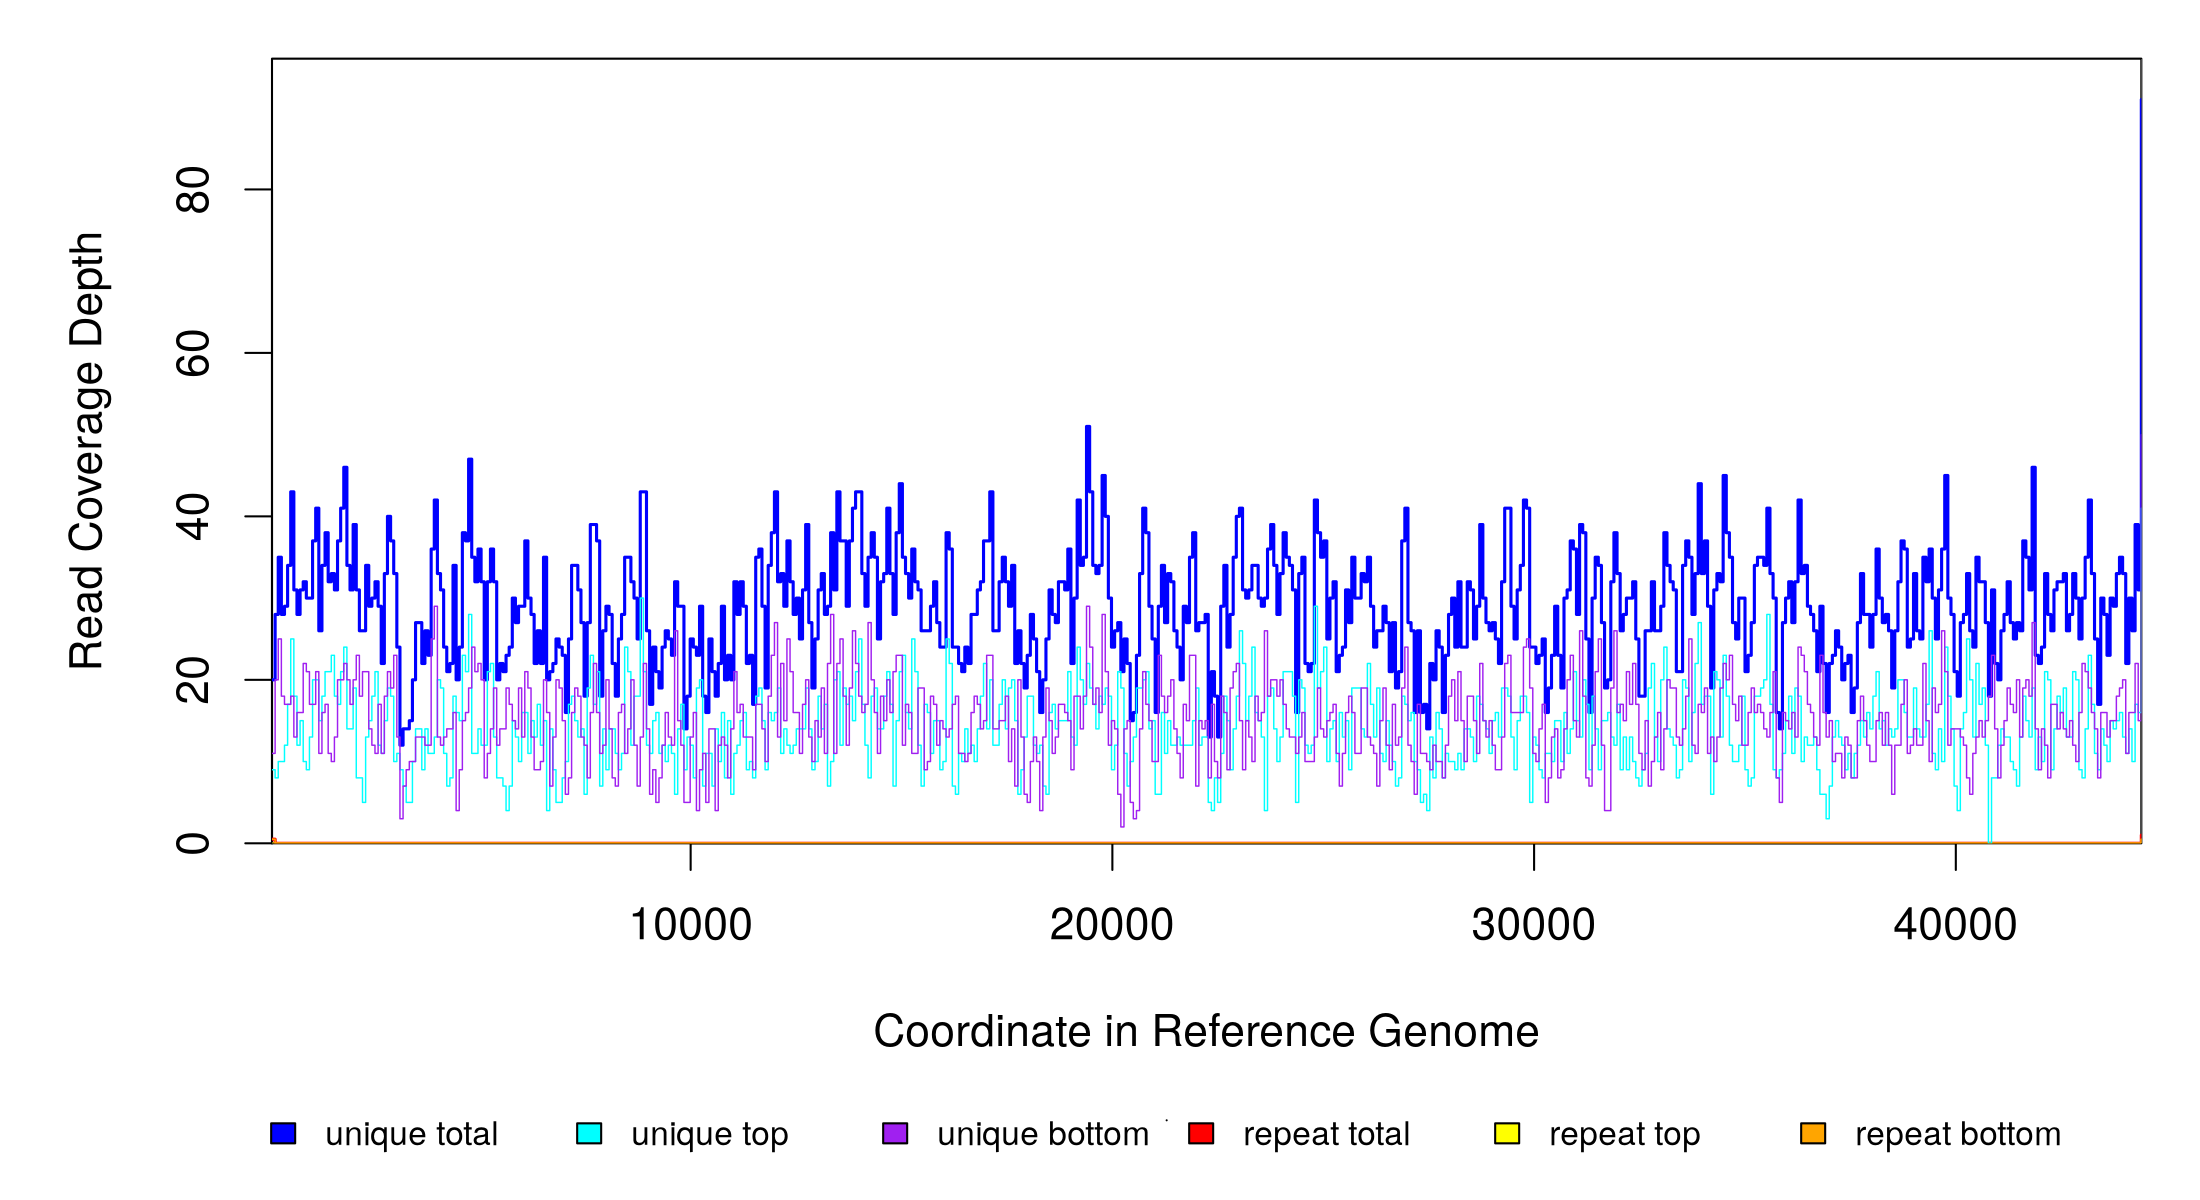 Read Coverage Depth
80
60
40
20
0
10000 20000 30000 40000
Coordinate in Reference Genome
unique total unique top unique bottom repeat total repeat top repeat bottom